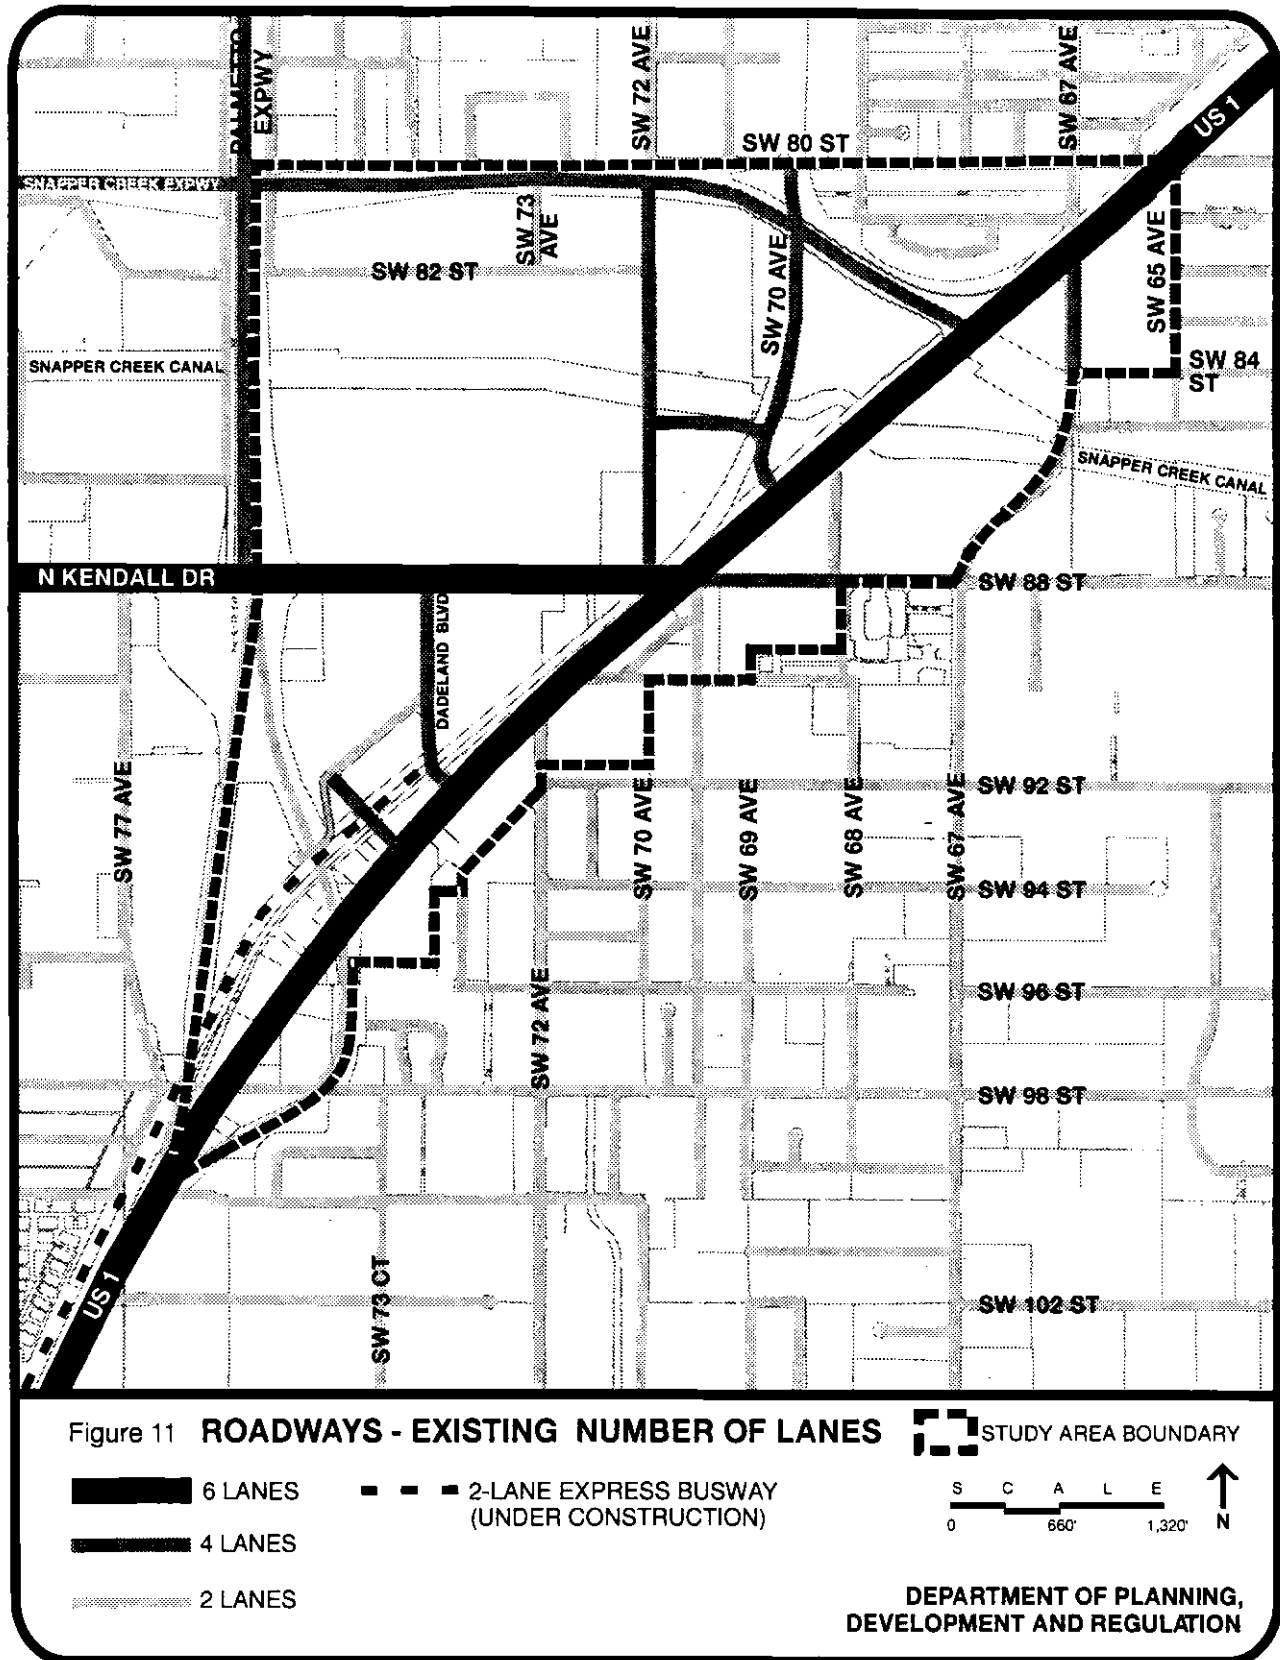 PALMETTO
EXPWY
SW 72 AVE
SW 67 AVE
US 1
SW 80 ST
SNAPPER CREEK EXPWY
SW 73
AVE
SW 82 ST
SW 70 AVE
SW 65 AVE
SNAPPER CREEK CANAL
SW 84
ST
SNAPPER CREEK CANAL
N KENDALL DR
SW 88 ST
DADELAND BLVD
SW 77 AVE
SW 70 AVE
SW 69 AVE
SW 68 AVE
SW 67 AVE
SW 92 ST
SW 94 ST
SW 72 AVE
SW 96 ST
SW 98 ST
US 1
SW 73 CT
SW 102 ST
Figure 11 ROADWAYS - EXISTING NUMBER OF LANES
STUDY AREA BOUNDARY
6 LANES
2-LANE EXPRESS BUSWAY
(UNDER CONSTRUCTION)
4 LANES
2 LANES
S C A L E
0 660' 1,320'
N
DEPARTMENT OF PLANNING,
DEVELOPMENT AND REGULATION